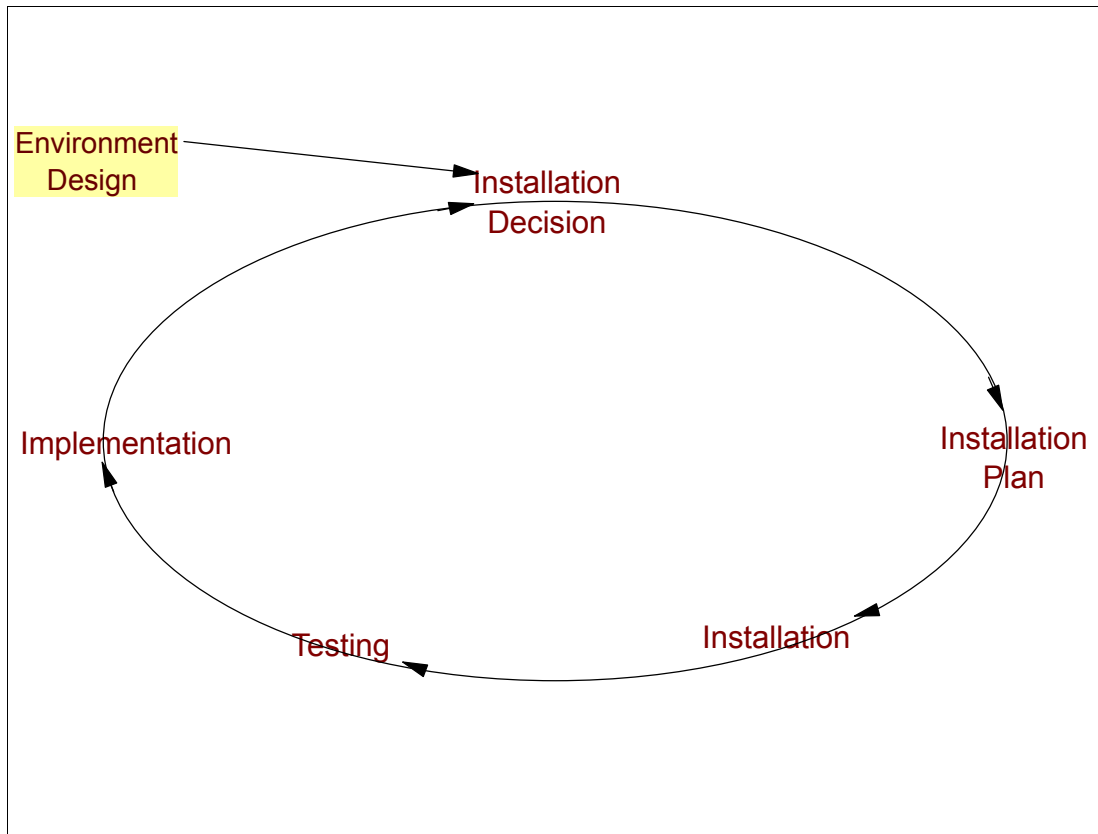 Environment
Design
Installation
Decision
Implementation
Installation
Plan
Testing
Installation